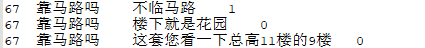 67 靠马路吗 不临马路 1
67 靠马路吗 楼下就是花园 0
67 靠马路吗 这套您看一下总高11楼的9楼 0